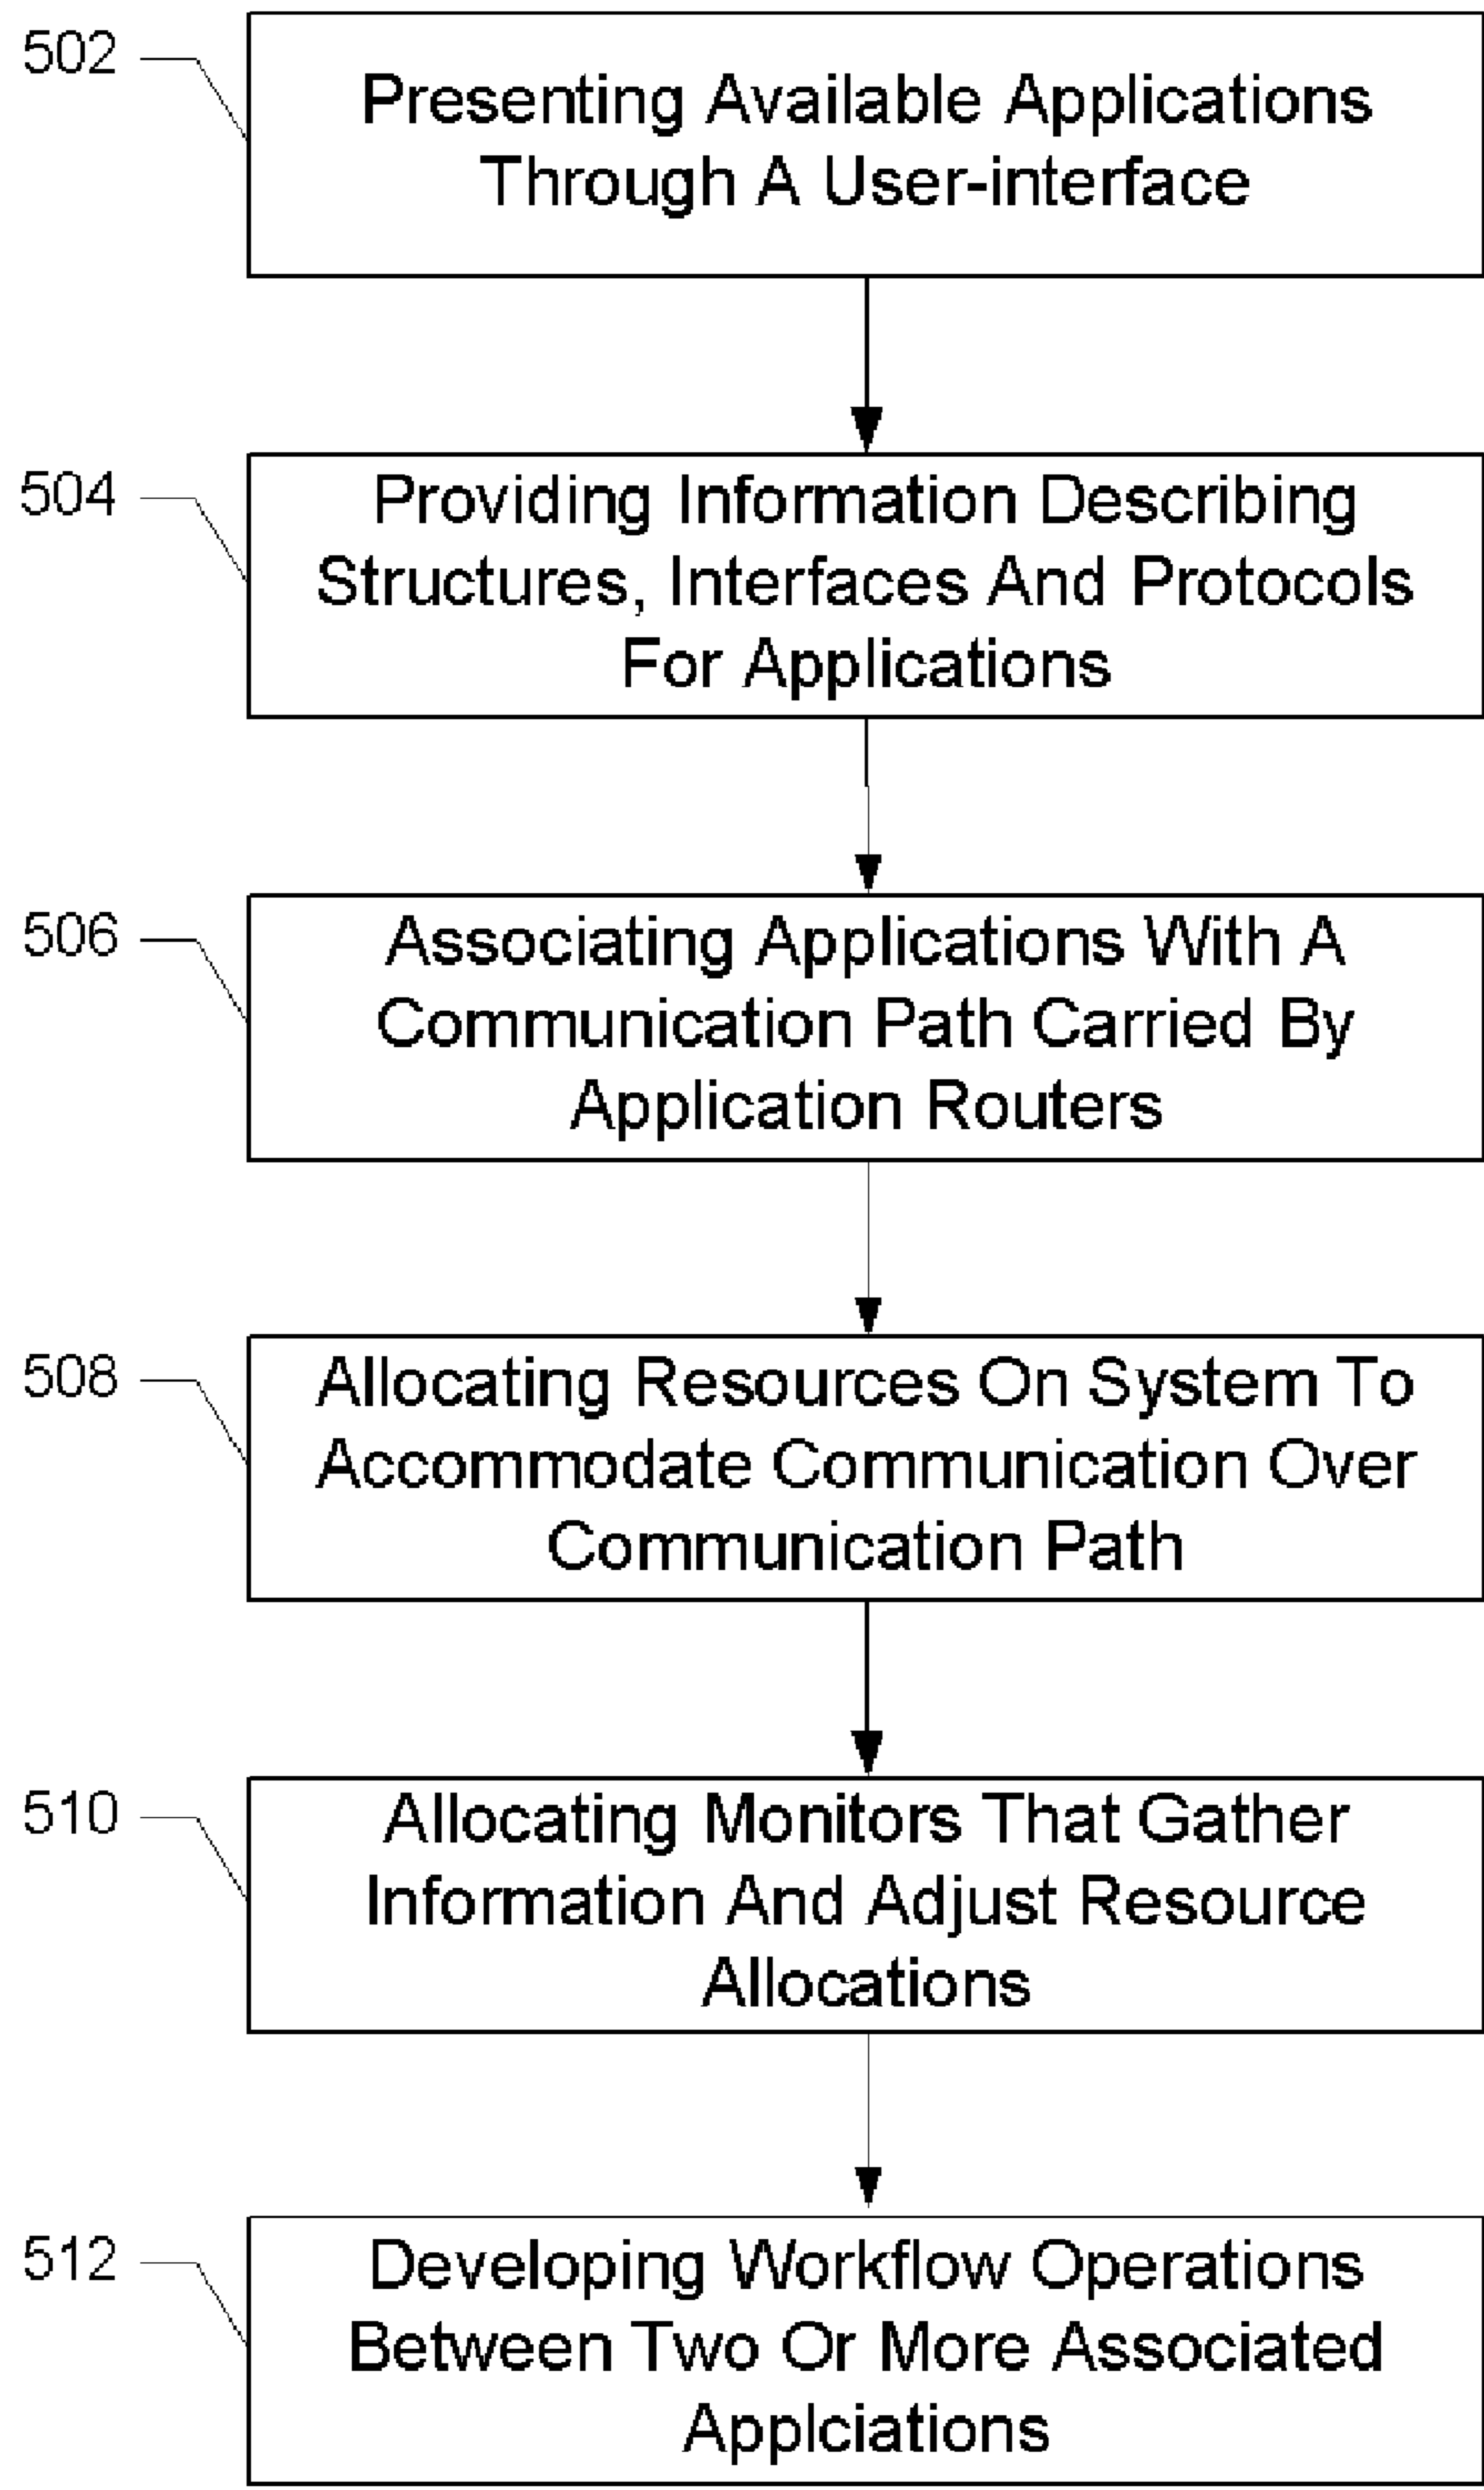 502
Presenting Available Applications
Through A User-interface
504
Providing Information Describing
Structures, Interfaces And Protocols
For Applications
506
Associating Applications With A
Communication Path Carried By
Application Routers
508
Allocating Resources On System To
Accommodate Communication Over
Communication Path
510
Allocating Monitors That Gather
Information And Adjust Resource
Allocations
512
Developing Workflow Operations
Between Two Or More Associated
Applciations